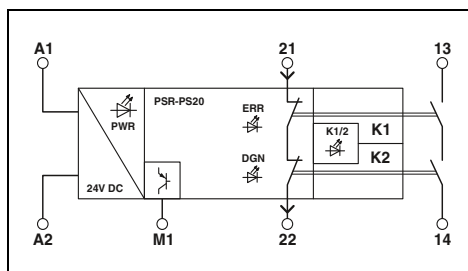 A1 21 13
PSR-PS20
PWR
ERR
K1/2
K1
DGN
K2
24V DC
A2 M1 22 14